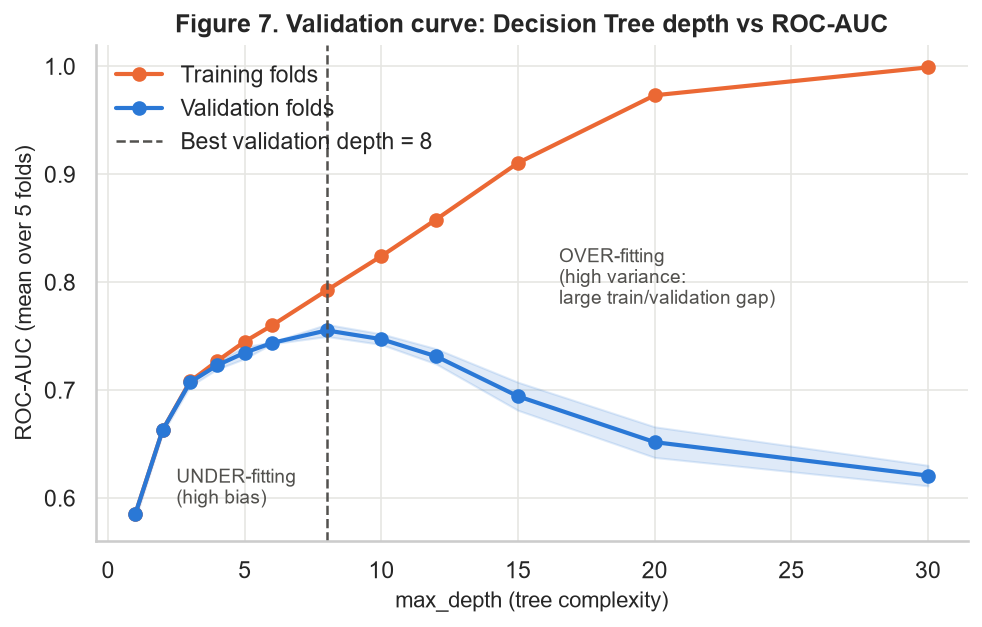 Figure 7. Validation curve: Decision Tree depth vs ROC-AUC
Training folds
Validation folds
Best validation depth = 8
ROC-AUC (mean over 5 folds)
1.0
0.9
0.8
0.7
0.6
OVER-fitting
(high variance:
large train/validation gap)
UNDER-fitting
(high bias)
0 5 10 15 20 25 30
max_depth (tree complexity)